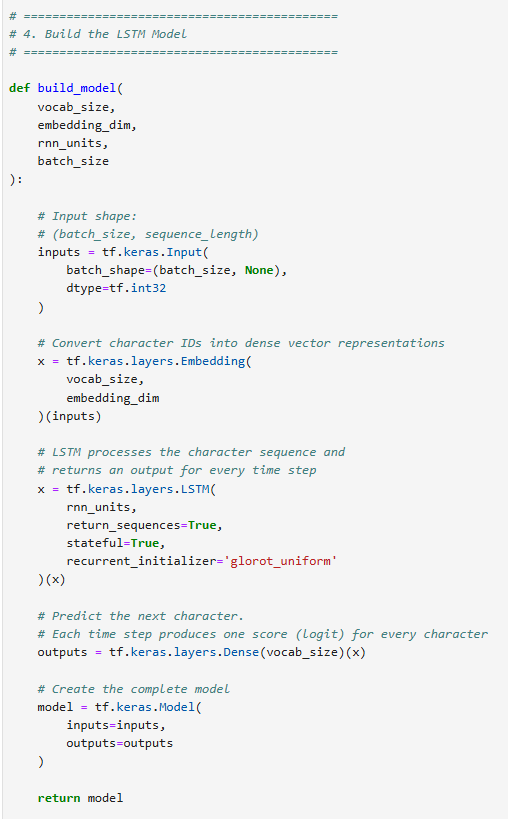 # ==========================================
# 4. Build the LSTM Model
# ==========================================
def build_model(
    vocab_size,
    embedding_dim,
    rnn_units,
    batch_size
):
    # Input shape:
    # (batch_size, sequence_length)
    inputs = tf.keras.Input(
        batch_shape=(batch_size, None),
        dtype=tf.int32
    )
    # Convert character IDs into dense vector representations
    x = tf.keras.layers.Embedding(
        vocab_size,
        embedding_dim
    )(inputs)
    # LSTM processes the character sequence and
    # returns an output for every time step
    x = tf.keras.layers.LSTM(
        rnn_units,
        return_sequences=True,
        stateful=True,
        recurrent_initializer='glorot_uniform'
    )(x)
    # Predict the next character.
    # Each time step produces one score (logit) for every character
    outputs = tf.keras.layers.Dense(vocab_size)(x)
    # Create the complete model
    model = tf.keras.Model(
        inputs=inputs,
        outputs=outputs
    )
    return model